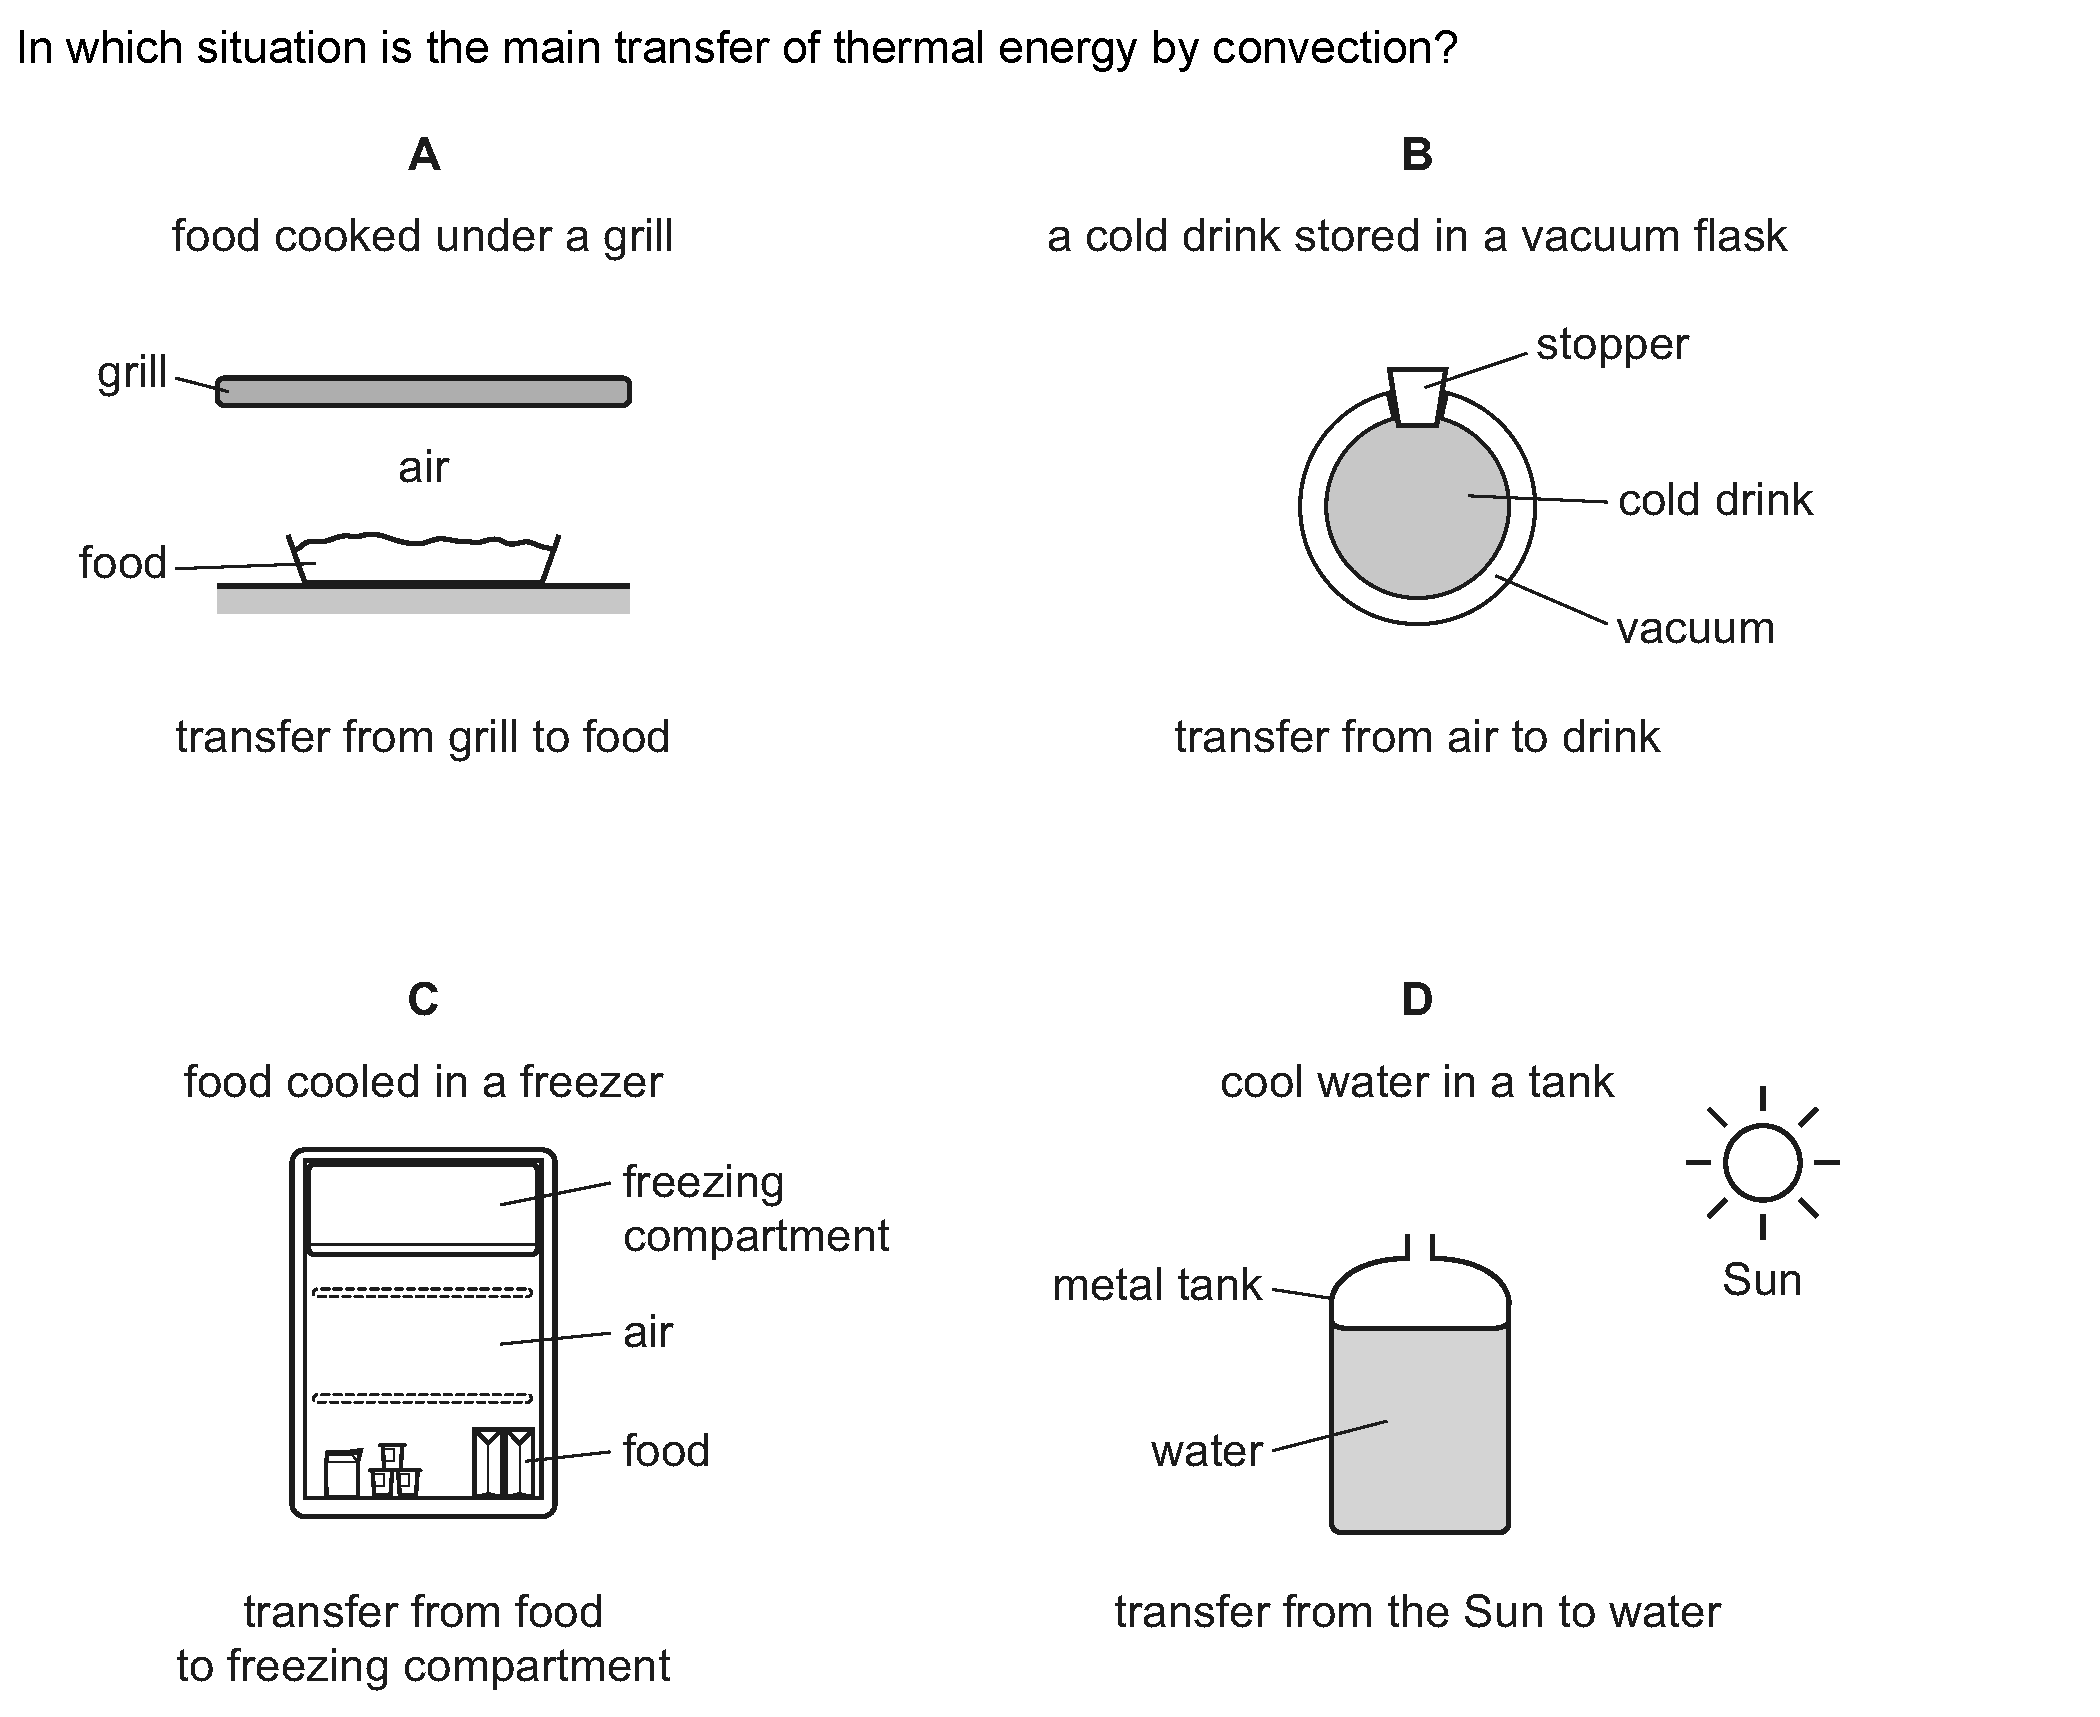 In which situation is the main transfer of thermal energy by convection?
A
food cooked under a grill
grill
air
food
transfer from grill to food
B
a cold drink stored in a vacuum flask
stopper
cold drink
vacuum
transfer from air to drink
C
food cooled in a freezer
freezing
compartment
air
food
transfer from food
to freezing compartment
D
cool water in a tank
Sun
metal tank
water
transfer from the Sun to water